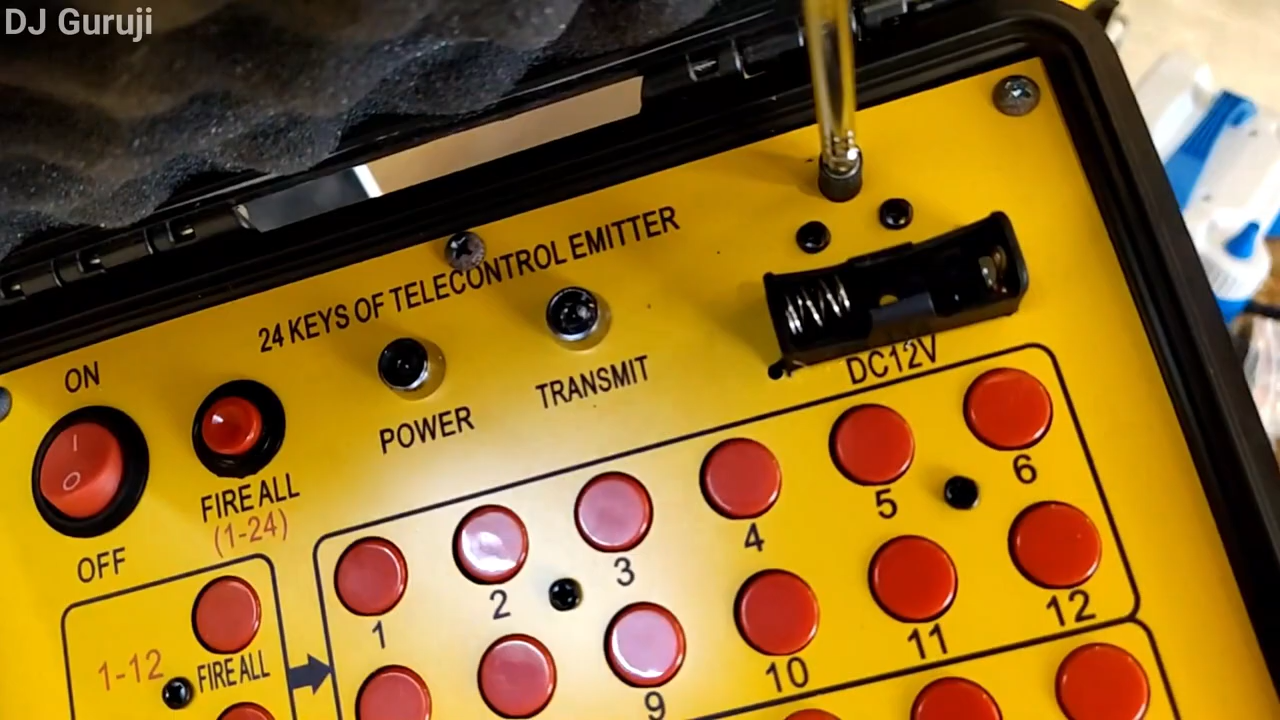 DJ Guruji
24 KEYS OF TELECONTROL EMITTER
ON
OFF
FIRE ALL
(1-24)
POWER
TRANSMIT
DC12V
1
2
3
4
5
6
1-12
FIRE ALL
9
10
11
12